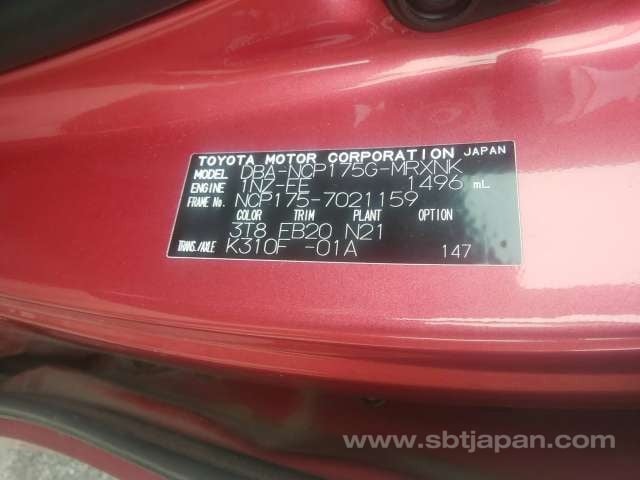 TOYOTA MOTOR CORPORATION JAPAN
MODEL DBA-NCP175G-MRXNK
ENGINE 1NZ-FE 1496 mL
FRAME No. NCP175-7021159
COLOR TRIM PLANT OPTION
3T8 FB20 N21
TRANS./AXLE K310F -01A 147
www.sbtjapan.com